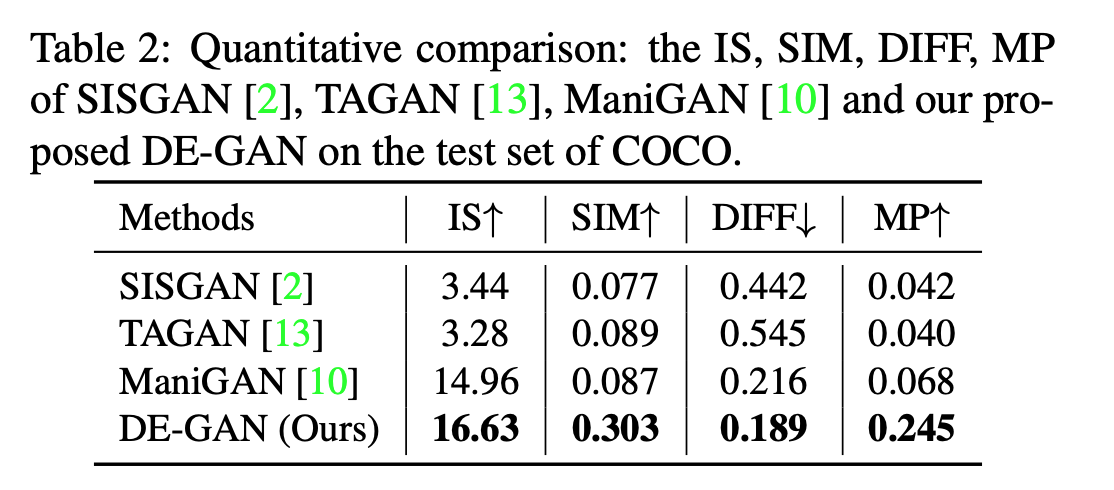 Table 2: Quantitative comparison: the IS, SIM, DIFF, MP
of SISGAN [2], TAGAN [13], ManiGAN [10] and our pro-
posed DE-GAN on the test set of COCO.
Methods IS↑ SIM↑ DIFF↓ MP↑
SISGAN [2] 3.44 0.077 0.442 0.042
TAGAN [13] 3.28 0.089 0.545 0.040
ManiGAN [10] 14.96 0.087 0.216 0.068
DE-GAN (Ours) 16.63 0.303 0.189 0.245